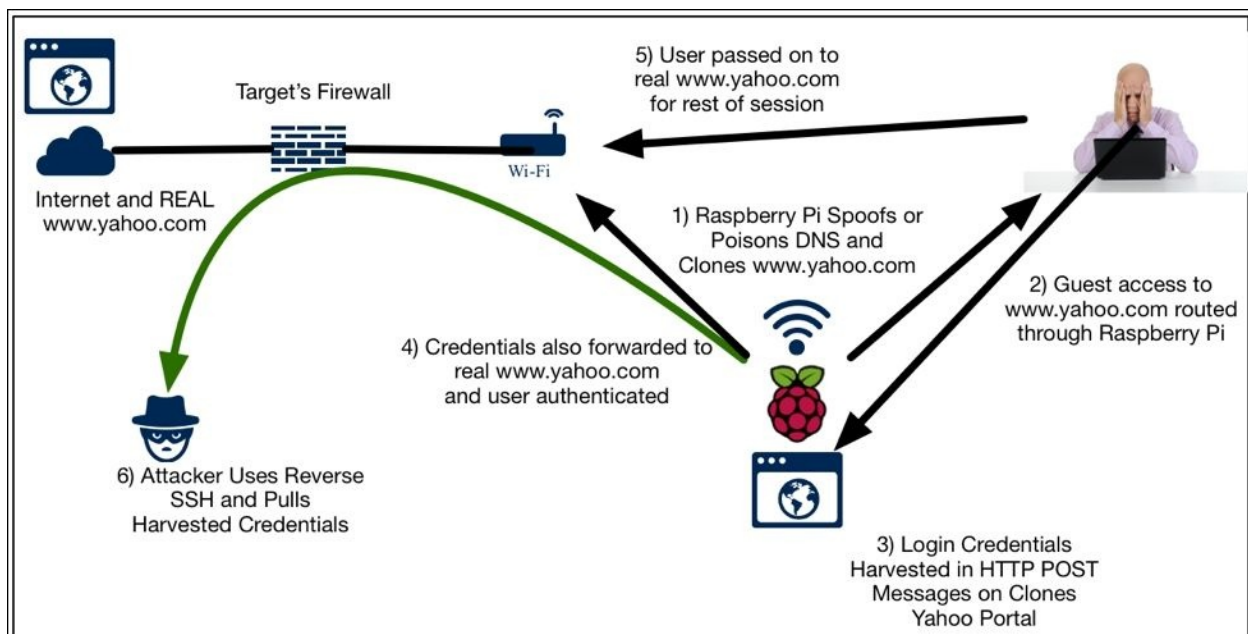 Target's Firewall
Wi-Fi
Internet and REAL
www.yahoo.com
5) User passed on to
real www.yahoo.com
for rest of session
1) Raspberry Pi Spoofs or
Poisons DNS and
Clones www.yahoo.com
2) Guest access to
www.yahoo.com routed
through Raspberry Pi
4) Credentials also forwarded to
real www.yahoo.com
and user authenticated
6) Attacker Uses Reverse
SSH and Pulls
Harvested Credentials
3) Login Credentials
Harvested in HTTP POST
Messages on Clones
Yahoo Portal